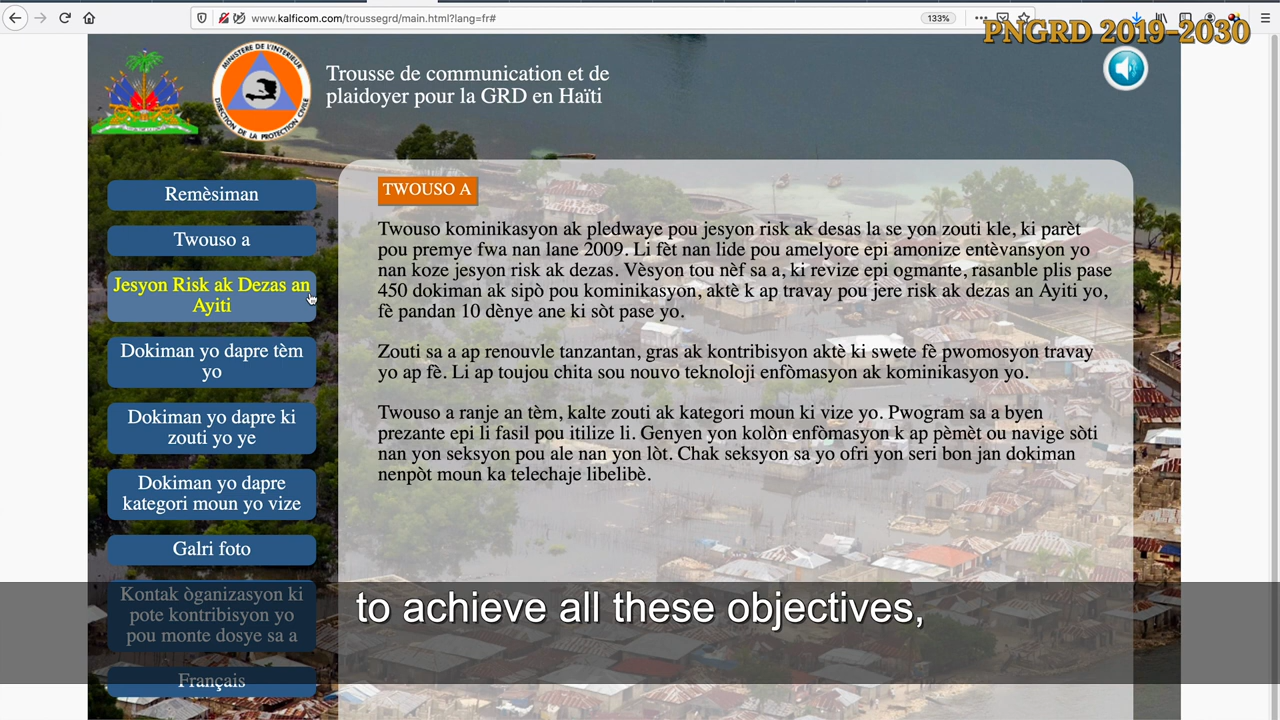 www.kalficom.com/troussegrd/main.html?lang=fr#
133%
PNGRD 2019-2030
MINISTERE DE L'INTERIEUR
DIRECTION DE LA PROTECTION CIVILE
Trousse de communication et de
plaidoyer pour la GRD en Haïti
Remèsiman
Twouso a
Jesyon Risk ak Dezas an
Ayiti
Dokiman yo dapre tèm
yo
Dokiman yo dapre ki
zouti yo ye
Dokiman yo dapre
kategori moun yo vize
Galri foto
Kontak òganizasyon ki
pote kontribisyon yo
pou monte dosye sa a
Français
TWOUSO A
Twouso kominikasyon ak pledwaye pou jesyon risk ak desas la se yon zouti kle, ki parèt
pou premye fwa nan lane 2009. Li fèt nan lide pou amelyore epi amonize entèvansyon yo
nan koze jesyon risk ak dezas. Vèsyon tou nèf sa a, ki revize epi ogmante, rasanble plis pase
450 dokiman ak sipò pou kominikasyon, aktè k ap travay pou jere risk ak dezas an Ayiti yo,
fè pandan 10 dènye ane ki sòt pase yo.
Zouti sa a ap renouvle tanzantan, gras ak kontribisyon aktè ki swete fè pwomosyon travay
yo ap fè. Li ap toujou chita sou nouvo teknoloji enfòmasyon ak kominikasyon yo.
Twouso a ranje an tèm, kalte zouti ak kategori moun ki vize yo. Pwogram sa a byen
prezante epi li fasil pou itilize li. Genyen yon kolòn enfòmasyon k ap pèmèt ou navige sòti
nan yon seksyon pou ale nan yon lòt. Chak seksyon sa yo ofri yon seri bon jan dokiman
nenpòt moun ka telechaje libelibè.
to achieve all these objectives,